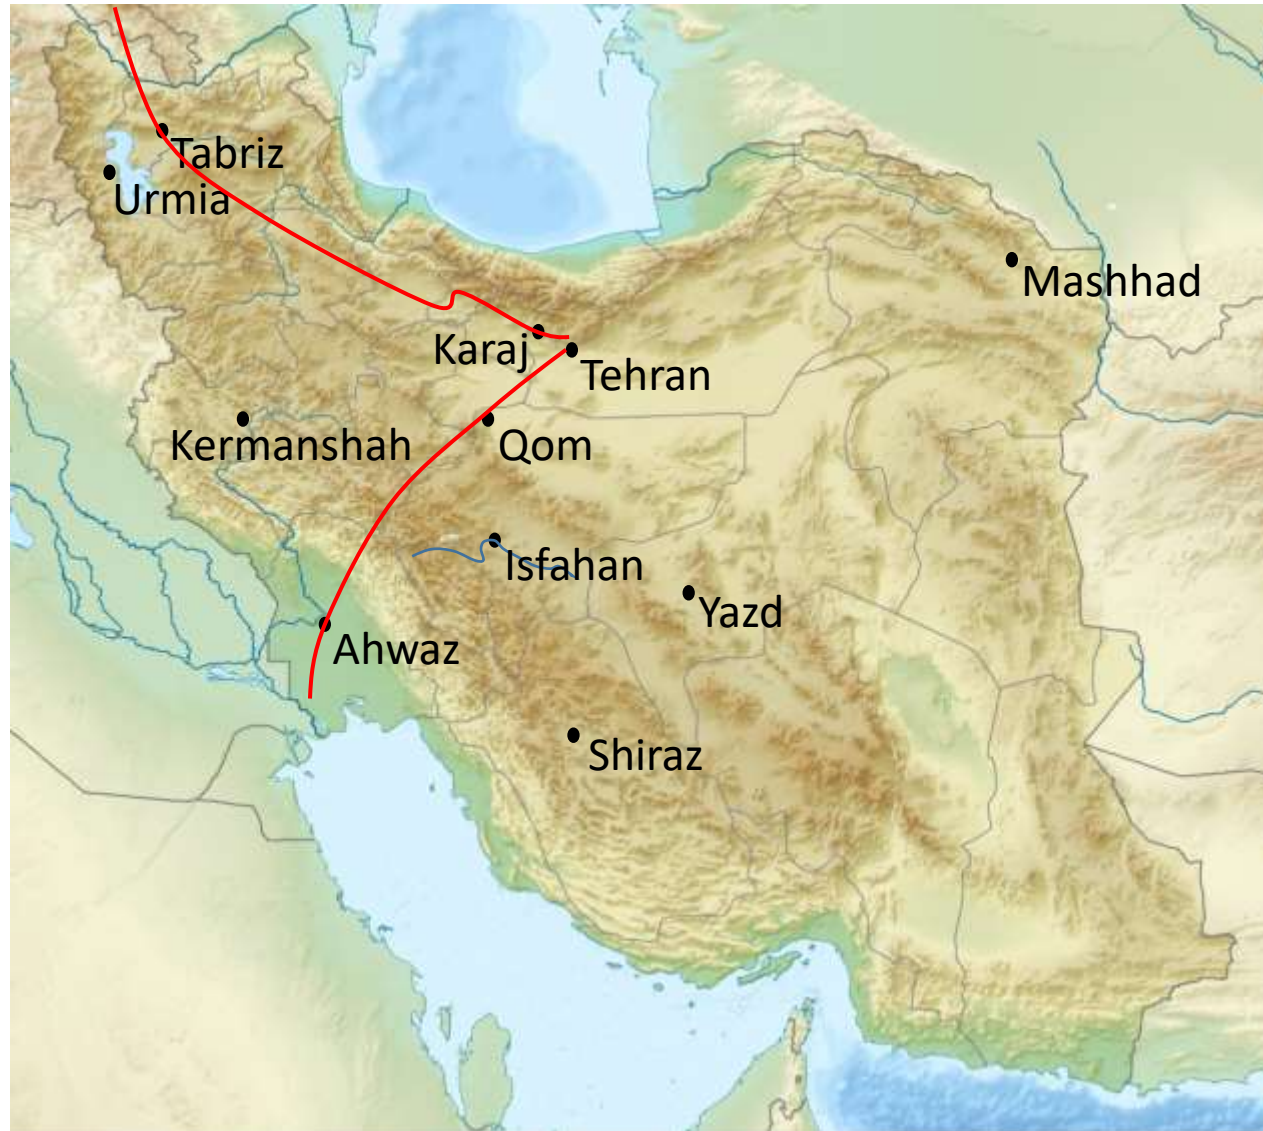 Tabriz
Urmia
Mashhad
Karaj
Tehran
Kermanshah
Qom
Isfahan
Yazd
Ahwaz
Shiraz